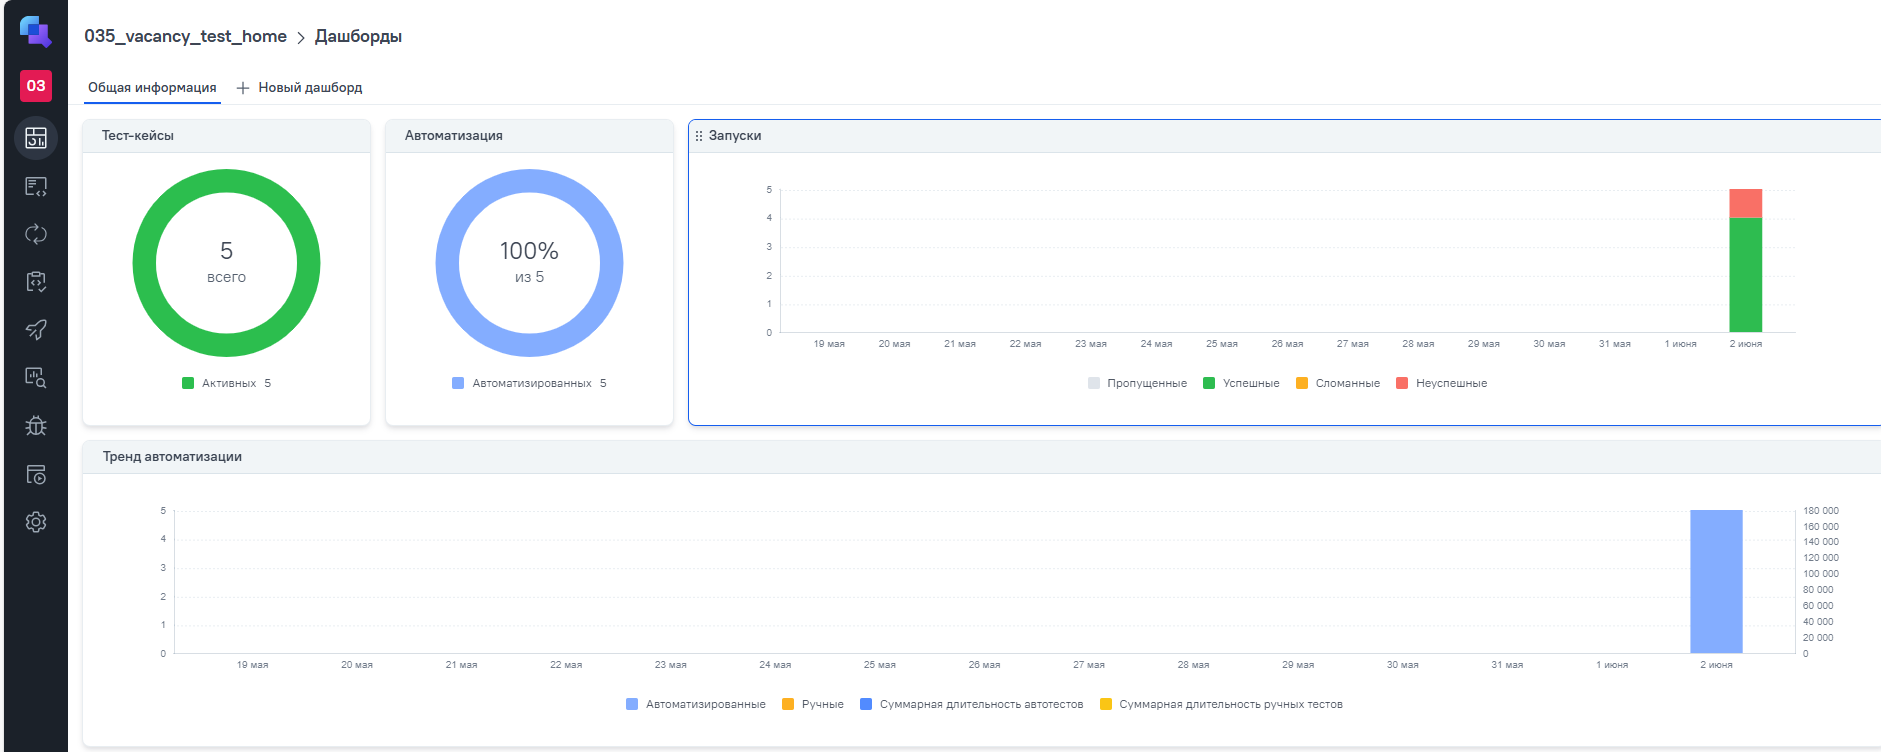 035_vacancy_test_home > Дашборды
03
Общая информация + Новый дашборд
Тест-кейсы
5
всего
Активных 5
Автоматизация
100%
из 5
Автоматизированных 5
Запуски
5
4
3
2
1
0
19 мая 20 мая 21 мая 22 мая 23 мая 24 мая 25 мая 26 мая 27 мая 28 мая 29 мая 30 мая 31 мая 1 июня 2 июня
Пропущенные Успешные Сломанные Неуспешные
Тренд автоматизации
5
4
3
2
1
0
180 000
160 000
140 000
120 000
100 000
80 000
60 000
40 000
20 000
0
19 мая 20 мая 21 мая 22 мая 23 мая 24 мая 25 мая 26 мая 27 мая 28 мая 29 мая 30 мая 31 мая 1 июня 2 июня
Автоматизированные Ручные Суммарная длительность автотестов Суммарная длительность ручных тестов